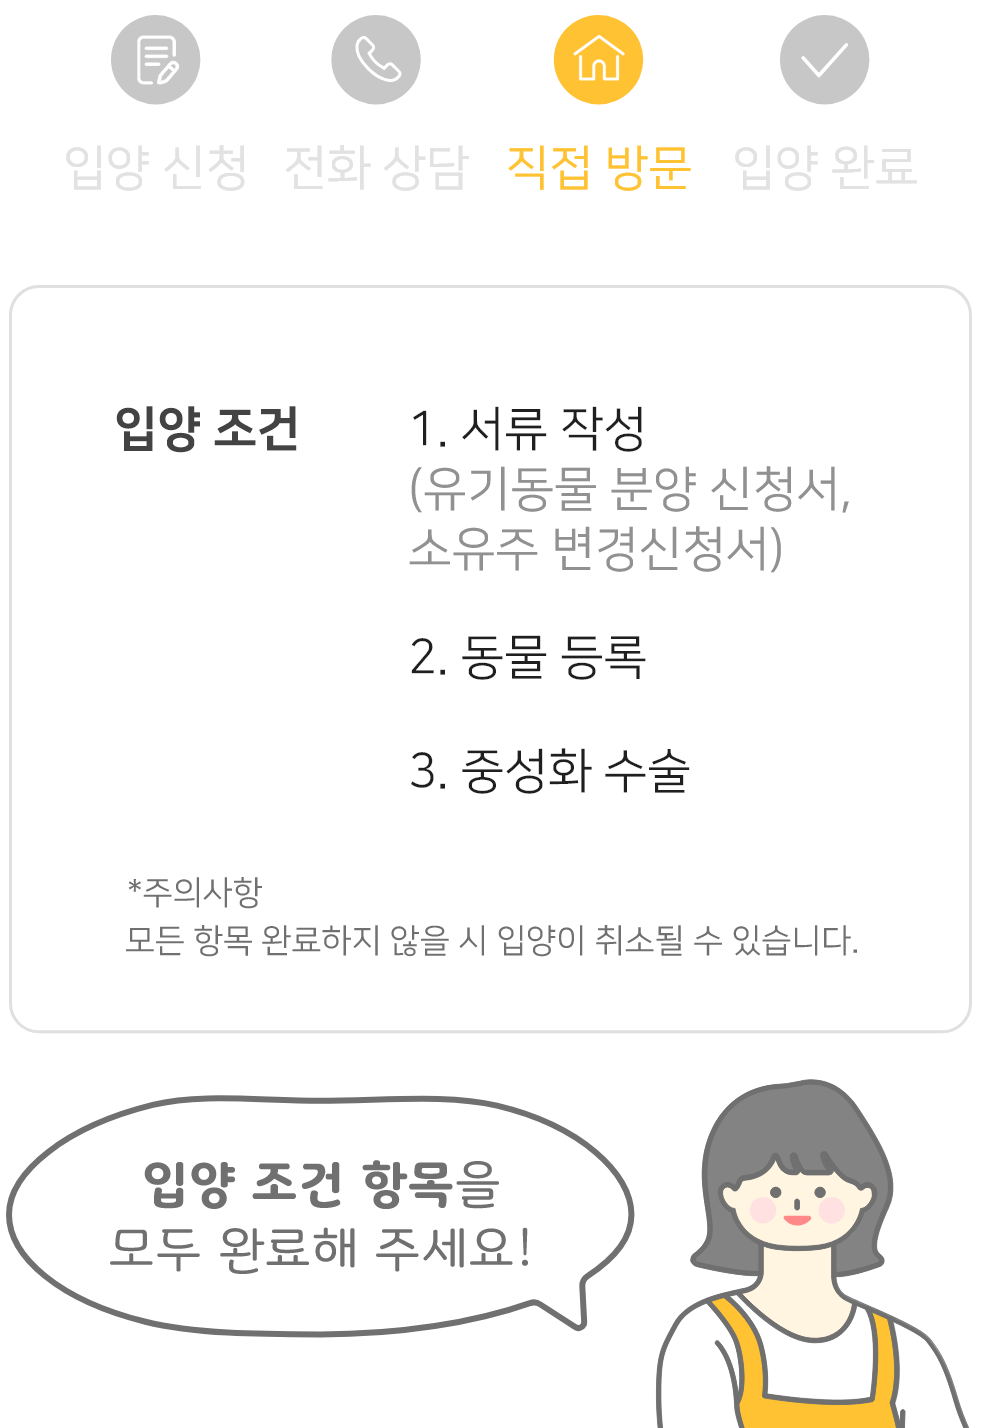 입양 신청 전화 상담 직접 방문 입양 완료
입양 조건 1. 서류 작성
(유기동물 분양 신청서,
소유주 변경신청서)
2. 동물 등록
3. 중성화 수술
*주의사항
모든 항목 완료하지 않을 시 입양이 취소될 수 있습니다.
입양 조건 항목을
모두 완료해 주세요!